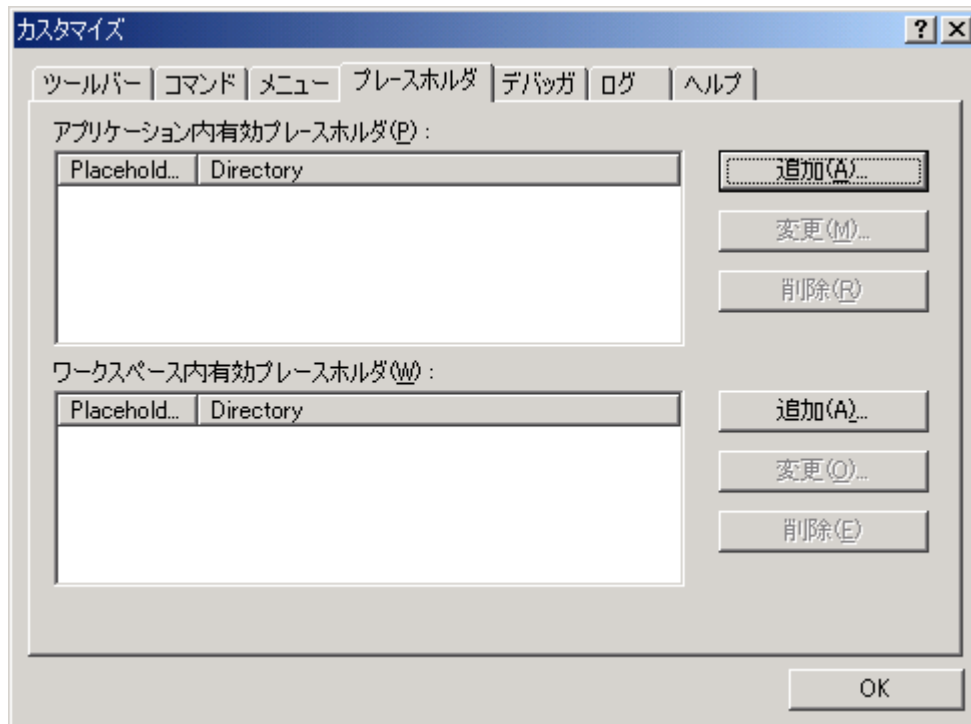 カスタマイズ
ツールバー コマンド メニュー プレースホルダ デバッガ ログ ヘルプ
アプリケーション内有効プレースホルダ(P):
Placehold... Directory
追加(A)...
変更(M)...
削除(R)
ワークスペース内有効プレースホルダ(W):
Placehold... Directory
追加(A)...
変更(O)...
削除(E)
OK